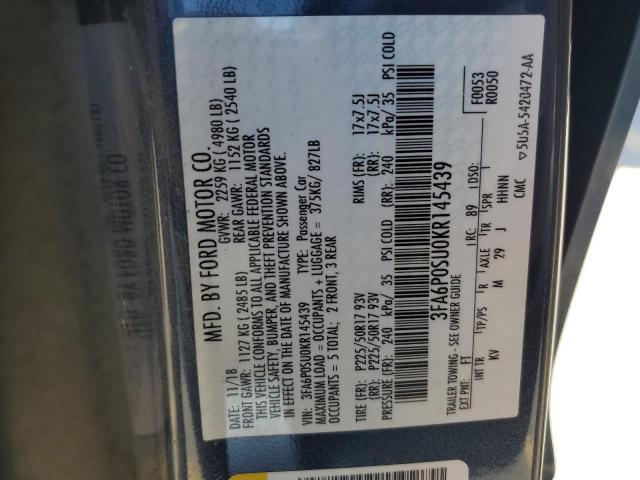 MFD. BY FORD MOTOR CO.
DATE: 11/18 GVWR: 2259 KG ( 4980 LB)
FRONT GAWR: 1127 KG ( 2485 LB) REAR GAWR: 1152 KG ( 2540 LB)
THIS VEHICLE CONFORMS TO ALL APPLICABLE FEDERAL MOTOR
VEHICLE SAFETY, BUMPER, AND THEFT PREVENTION STANDARDS
IN EFFECT ON THE DATE OF MANUFACTURE SHOWN ABOVE.
VIN: 3FA6P0SU0KR145439 TYPE: Passenger Car
MAXIMUM LOAD = OCCUPANTS + LUGGAGE = 375KG/ 827LB
OCCUPANTS = 5 TOTAL; 2 FRONT, 3 REAR
TIRE (FR): P225/50R17 93V RIMS (FR): 17x7.5J
(RR): P225/50R17 93V (RR): 17x7.5J
PRESSURE (FR): 240 kPa/ 35 PSI COLD (RR): 240 kPa/ 35 PSI COLD
3FA6P0SU0KR145439
TRAILER TOWING - SEE OWNER GUIDE F0053
EXT PNT: FT RC: 89 DSO: R0050
INT TR TP/PS R AXLE TR SPR
KV M 29 J HHNN
CMC ▽5U5A-5420472-AA